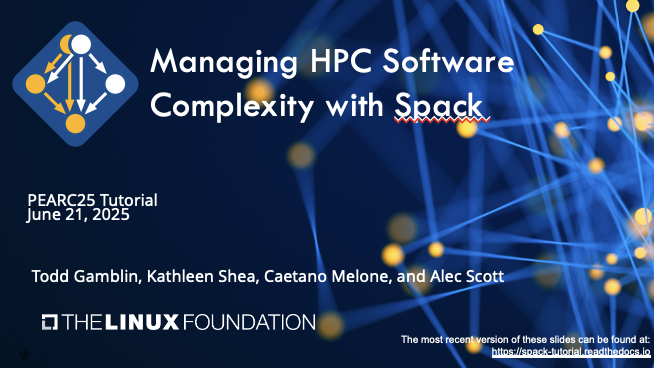 Managing HPC Software
Complexity with Spack
PEARC25 Tutorial
June 21, 2025
Todd Gamblin, Kathleen Shea, Caetano Melone, and Alec Scott
THE LINUX FOUNDATION
The most recent version of these slides can be found at:
https://spack-tutorial.readthedocs.io